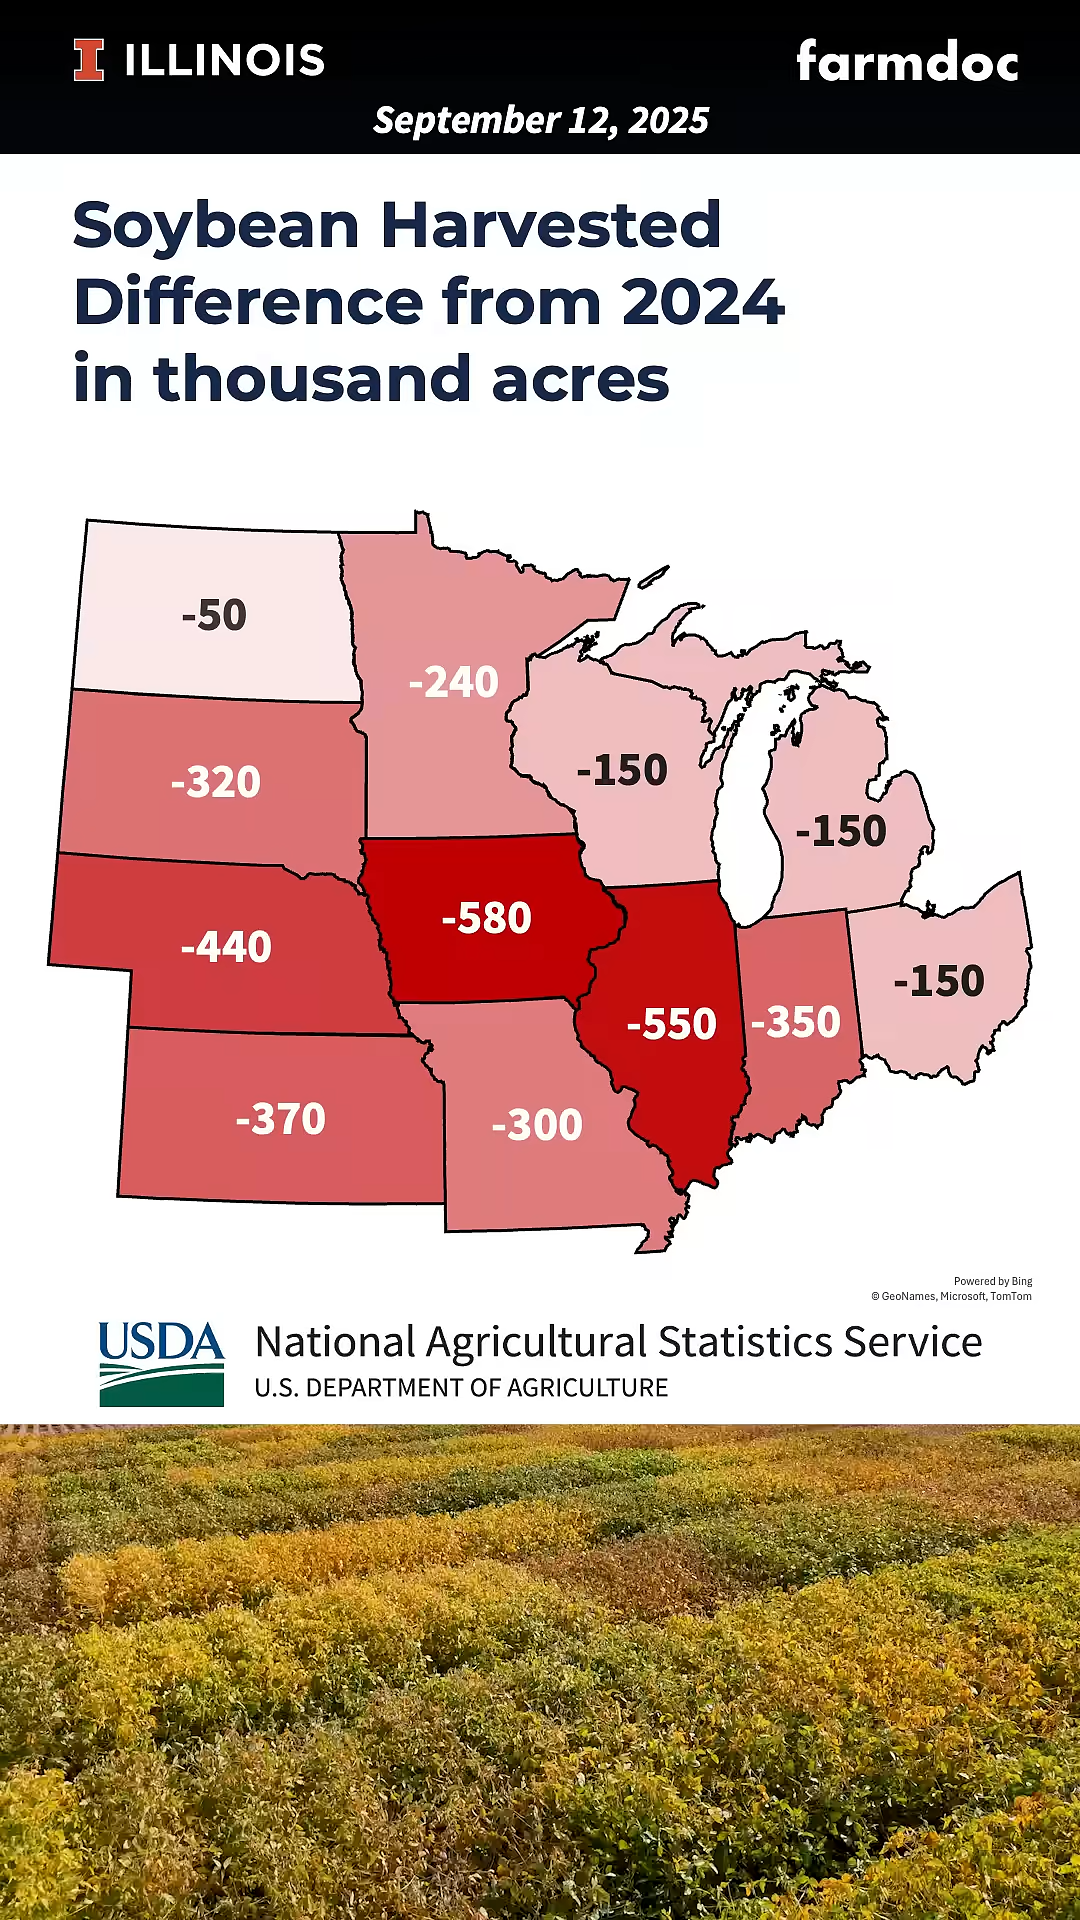 ILLINOIS
farmdoc
September 12, 2025
Soybean Harvested
Difference from 2024
in thousand acres
-50
-240
-320
-150
-150
-580
-440
-150
-550
-350
-370
-300
Powered by Bing
© GeoNames, Microsoft, TomTom
USDA
National Agricultural Statistics Service
U.S. DEPARTMENT OF AGRICULTURE